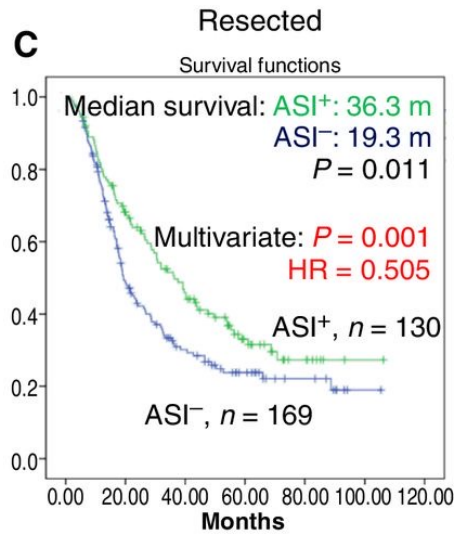 C
Resected
Survival functions
Median survival: ASI⁺: 36.3 m
ASI⁻: 19.3 m
P = 0.011
Multivariate: P = 0.001
HR = 0.505
ASI⁺, n = 130
ASI⁻, n = 169
1.0
0.8
0.6
0.4
0.2
0.0
0.00 20.00 40.00 60.00 80.00 100.00 120.00
Months